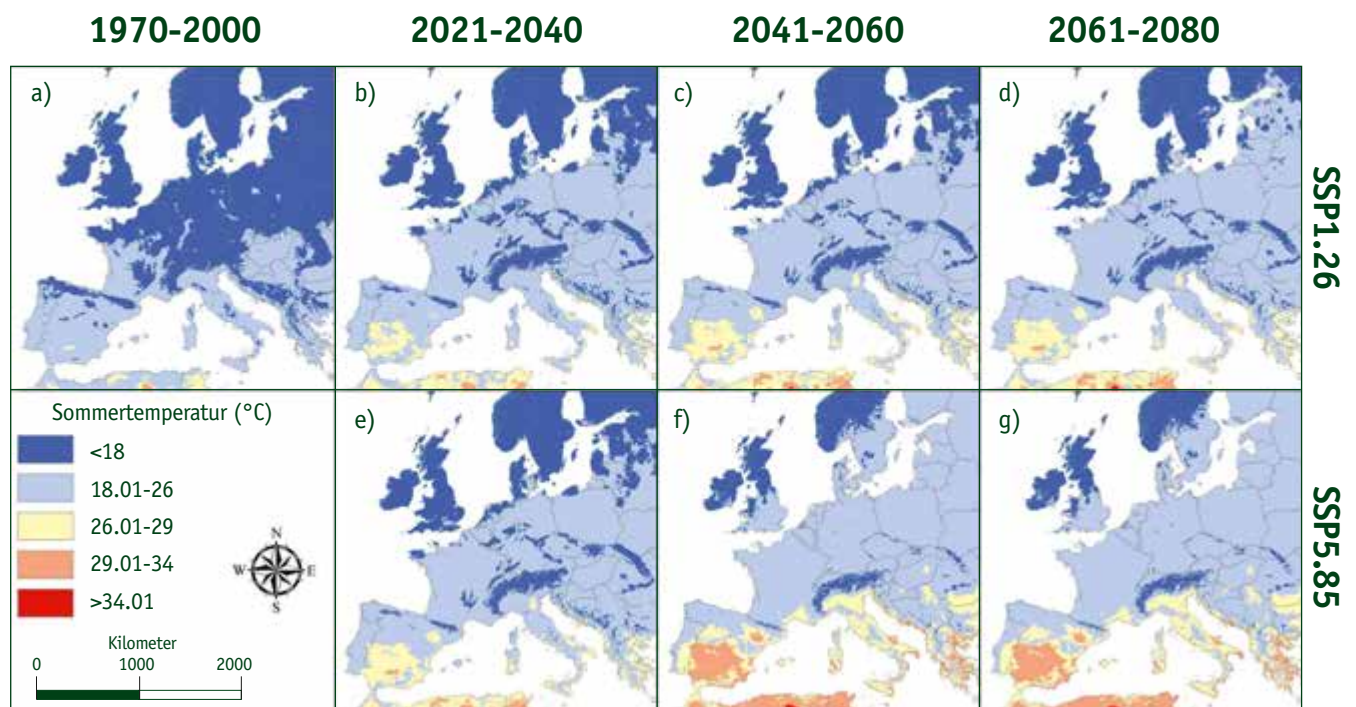 1970-2000 2021-2040 2041-2060 2061-2080
a) b) c) d)
SSP1.26
Sommertemperatur (°C)
<18
18.01-26
26.01-29
29.01-34
>34.01
N
W E
S
Kilometer
0 1000 2000
e) f) g)
SSP5.85